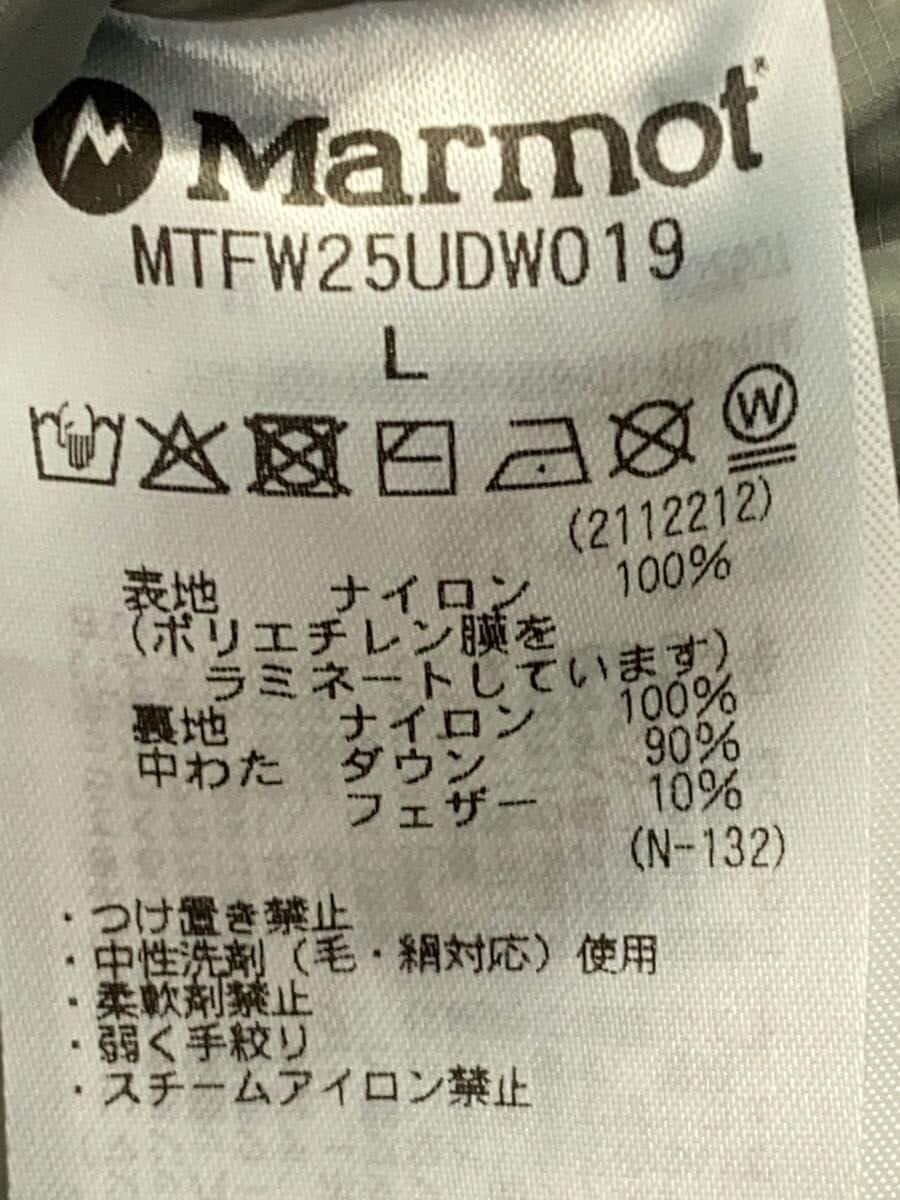 Marmot®
MTFW25UDW019
L
W
(2112212)
表地 ナイロン 100%
(ポリエチレン膜を
ラミネートしています)
裏地 ナイロン 100%
中わた ダウン 90%
フェザー 10%
(N-132)
・つけ置き禁止
・中性洗剤（毛・絹対応）使用
・柔軟剤禁止
・弱く手絞り
・スチームアイロン禁止